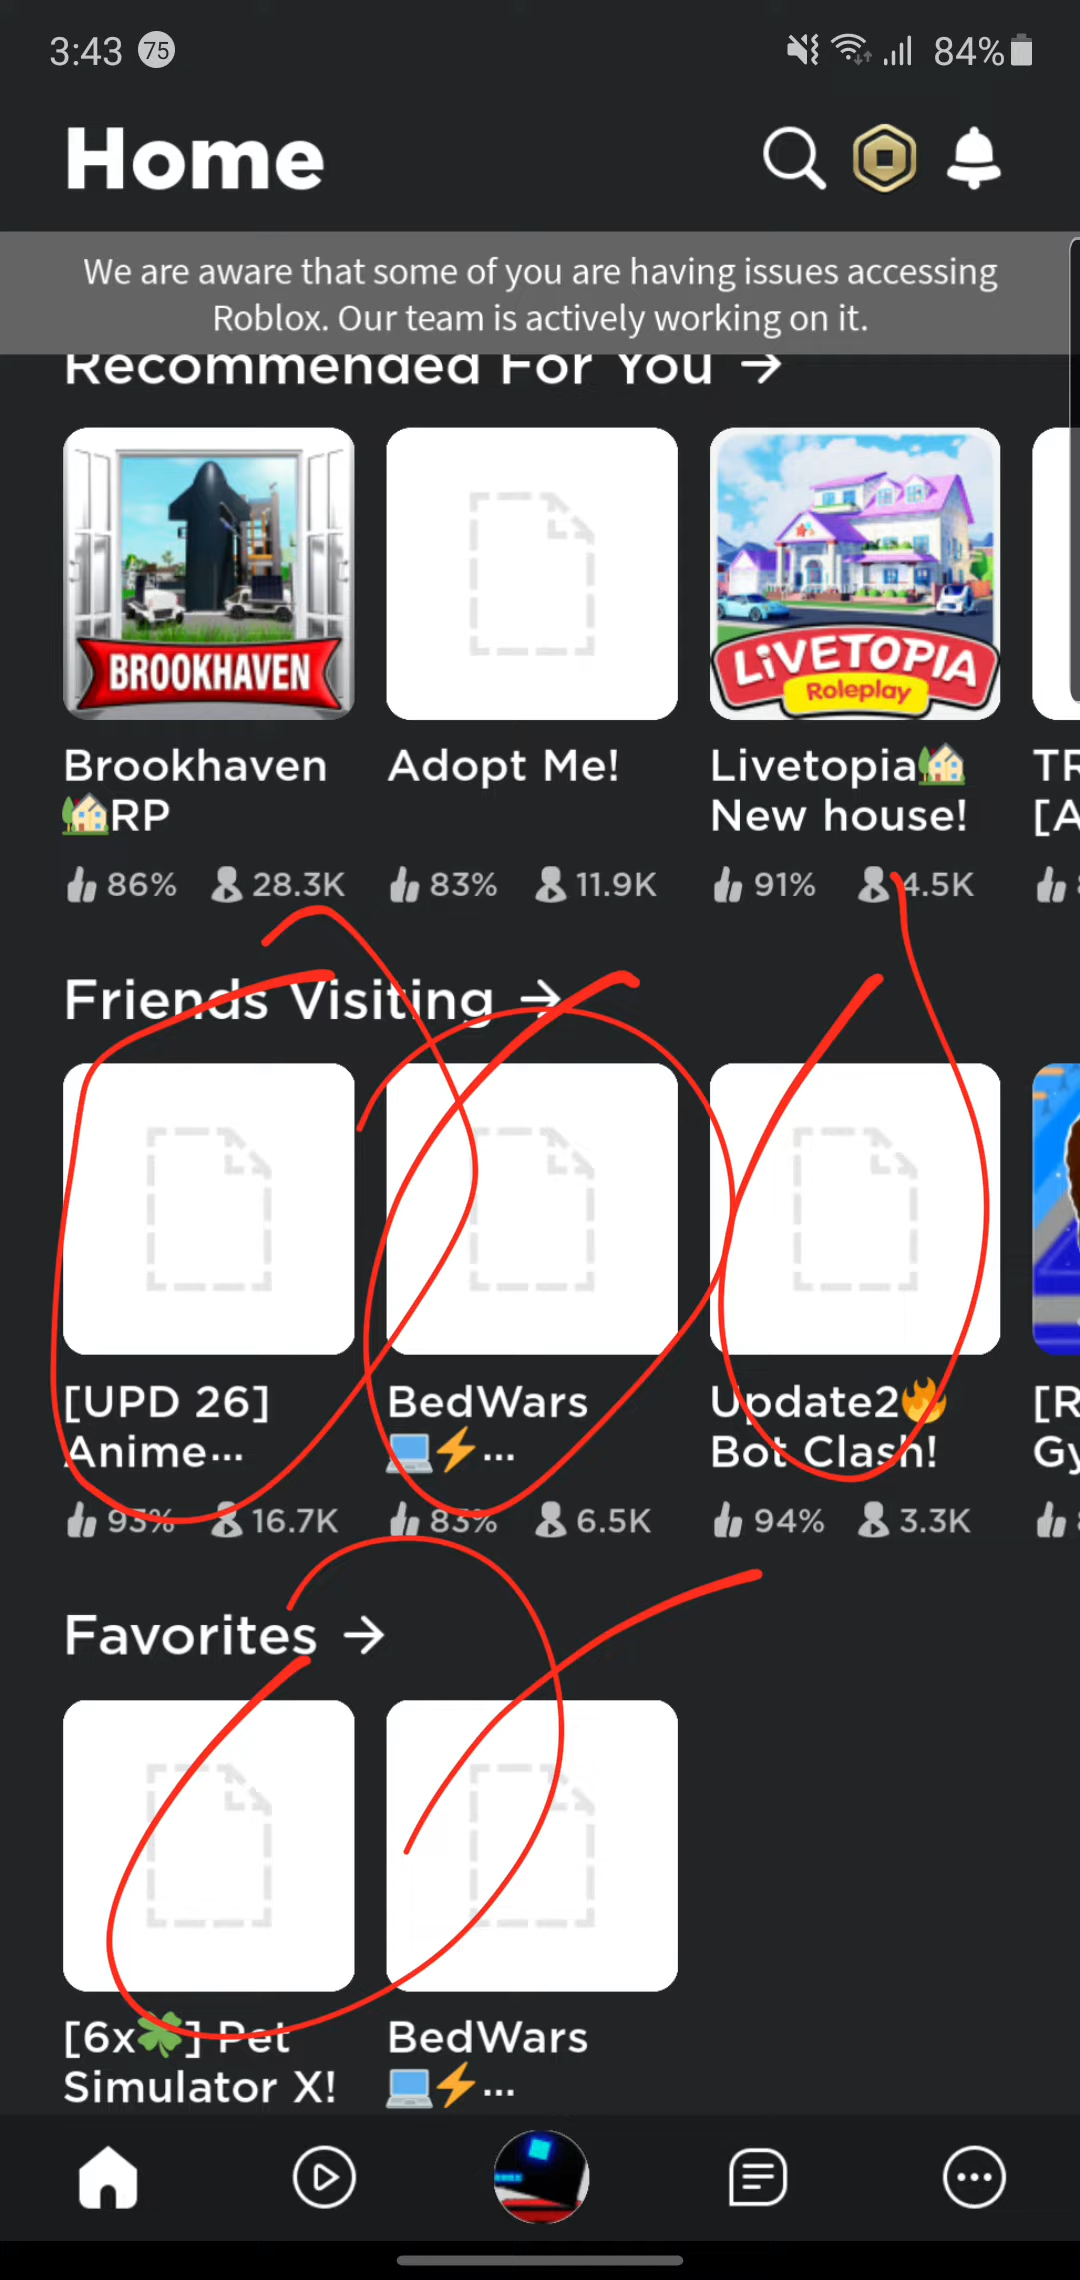 3:43 75 84%
Home
We are aware that some of you are having issues accessing
Roblox. Our team is actively working on it.
Recommended For You →
BROOKHAVEN
LiVETOPIA
Roleplay
Brookhaven
🏡RP
86% 28.3K
Adopt Me!
83% 11.9K
Livetopia🏡
New house!
91% 4.5K
TR
[A
Friends Visiting →
[UPD 26]
Anime...
93% 16.7K
BedWars
💻⚡...
83% 6.5K
Update2🔥
Bot Clash!
94% 3.3K
[R
Gy
Favorites →
[6x🍀] Pet
Simulator X!
BedWars
💻⚡...